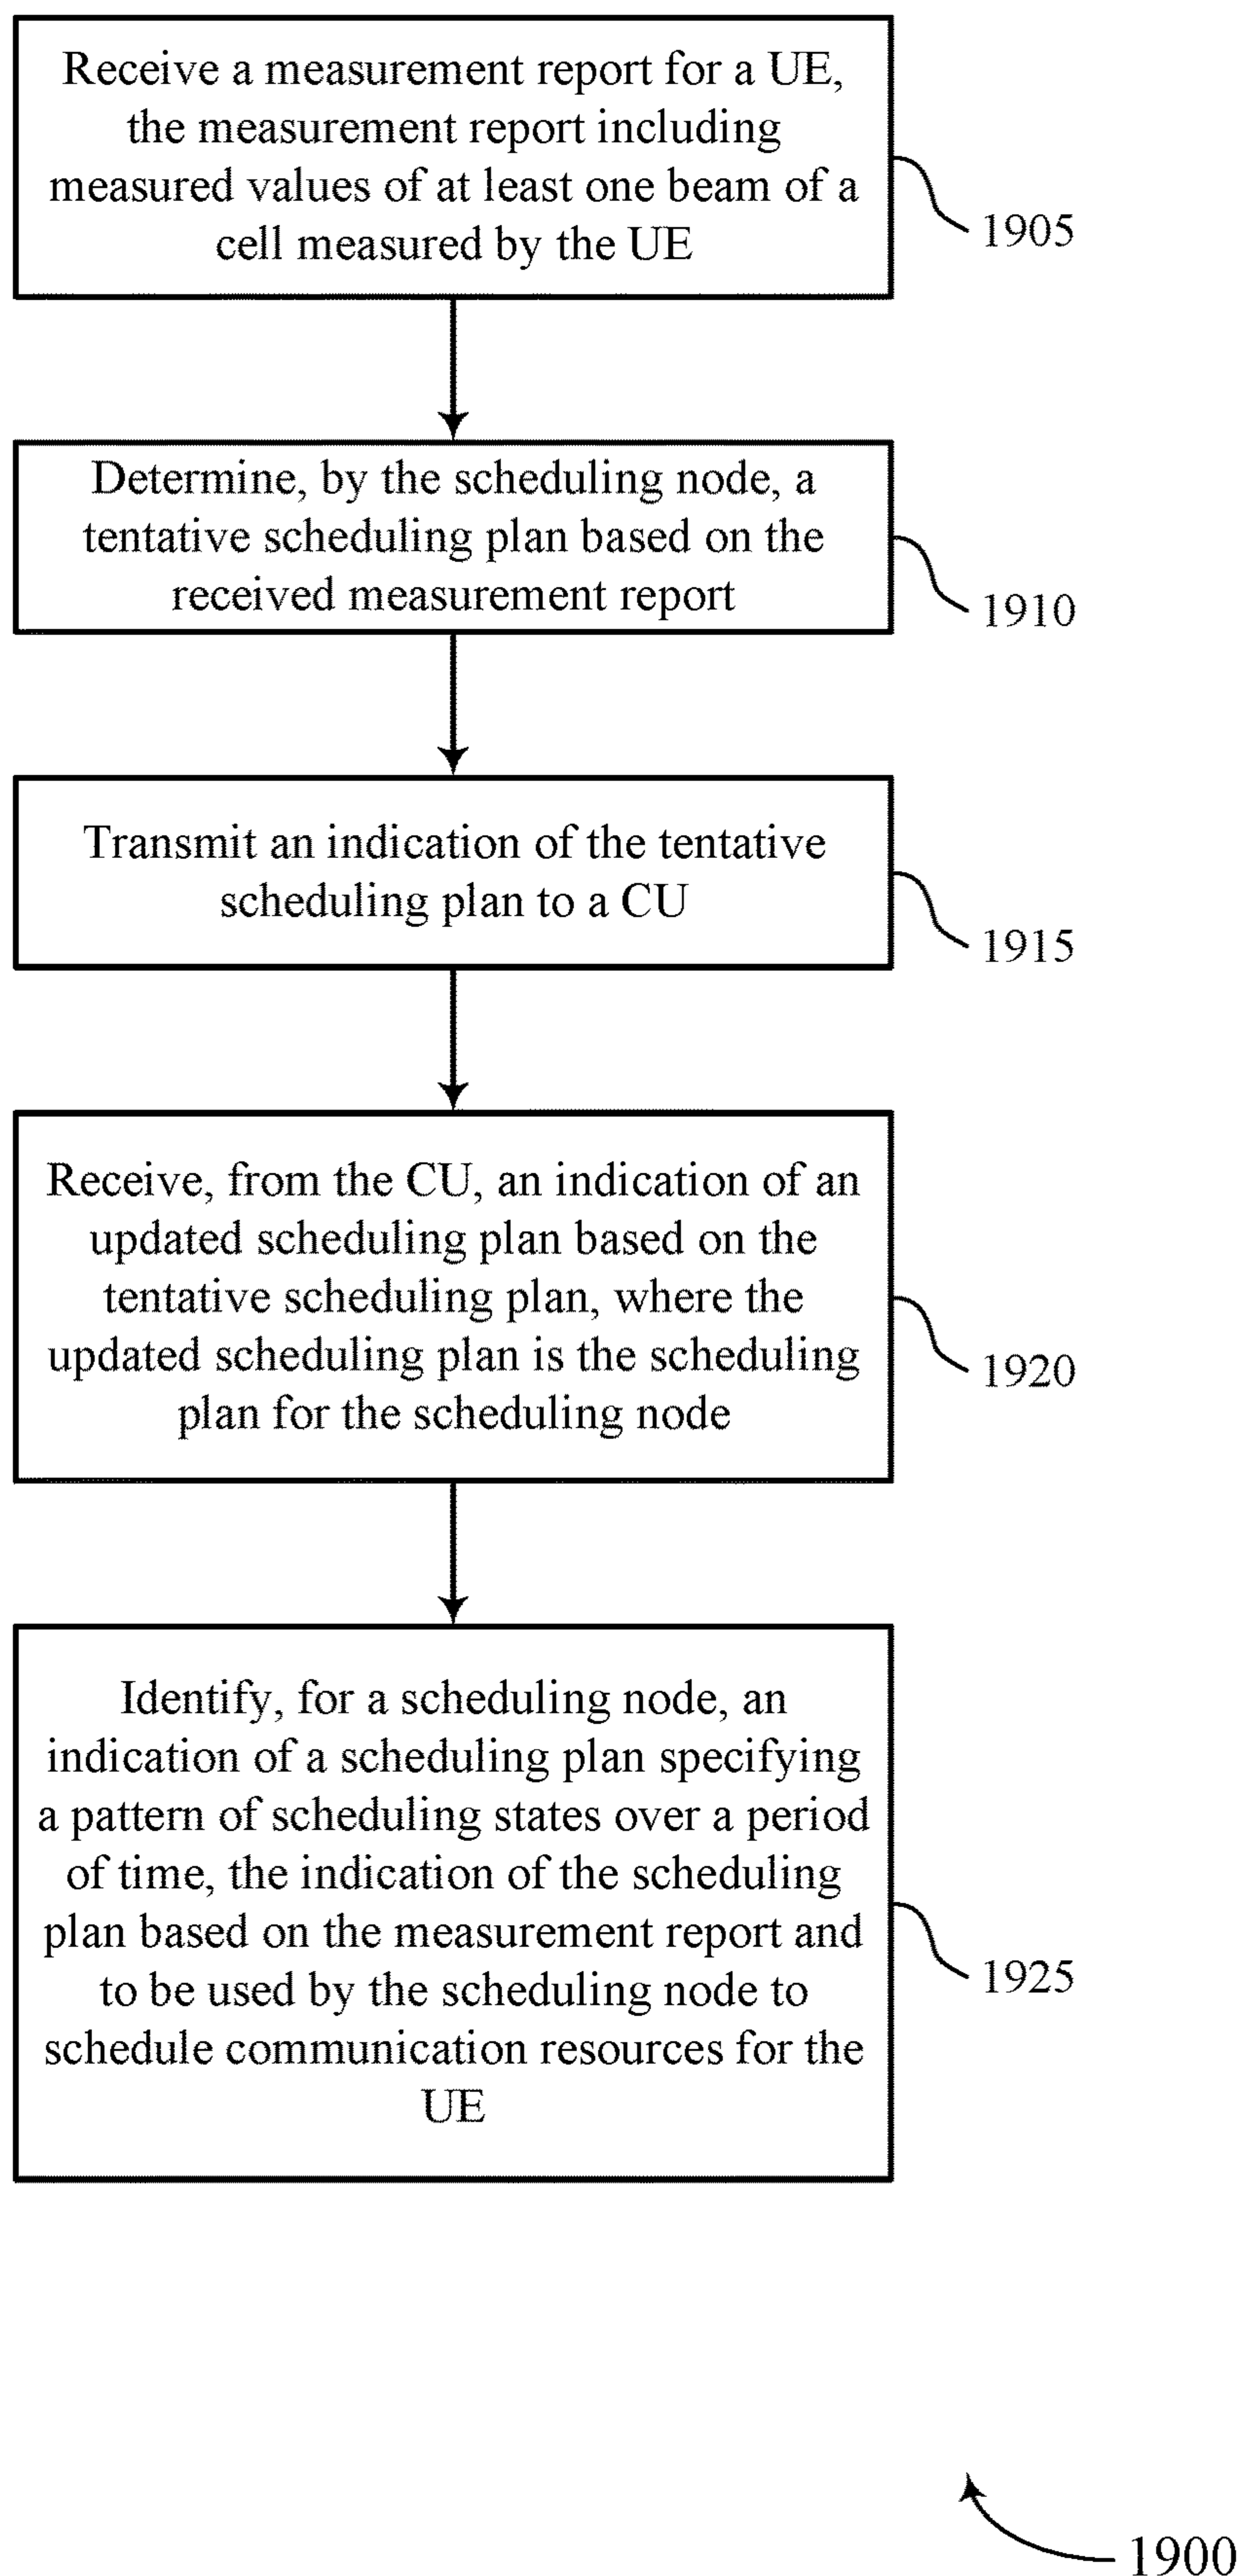 Receive a measurement report for a UE,
the measurement report including
measured values of at least one beam of a
cell measured by the UE
1905
Determine, by the scheduling node, a
tentative scheduling plan based on the
received measurement report
1910
Transmit an indication of the tentative
scheduling plan to a CU
1915
Receive, from the CU, an indication of an
updated scheduling plan based on the
tentative scheduling plan, where the
updated scheduling plan is the scheduling
plan for the scheduling node
1920
Identify, for a scheduling node, an
indication of a scheduling plan specifying
a pattern of scheduling states over a period
of time, the indication of the scheduling
plan based on the measurement report and
to be used by the scheduling node to
schedule communication resources for the
UE
1925
1900